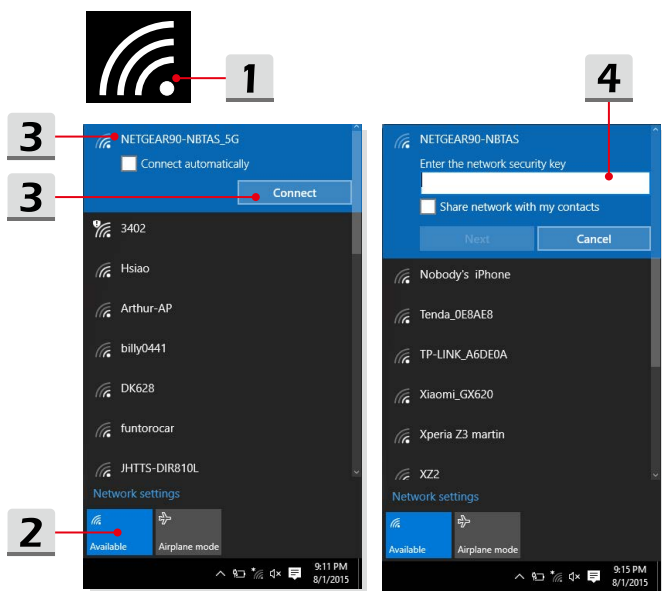 1
3
NETGEAR90-NBTAS_5G
Connect automatically
3
Connect
3402
Hsiao
Arthur-AP
billy0441
DK628
funtorocar
JHTTS-DIR810L
Network settings
2
Available
Airplane mode
9:11 PM
8/1/2015
4
NETGEAR90-NBTAS
Enter the network security key
Share network with my contacts
Next
Cancel
Nobody's iPhone
Tenda_0E8AE8
TP-LINK_A6DE0A
Xiaomi_GX620
Xperia Z3 martin
XZ2
Network settings
Available
Airplane mode
9:15 PM
8/1/2015